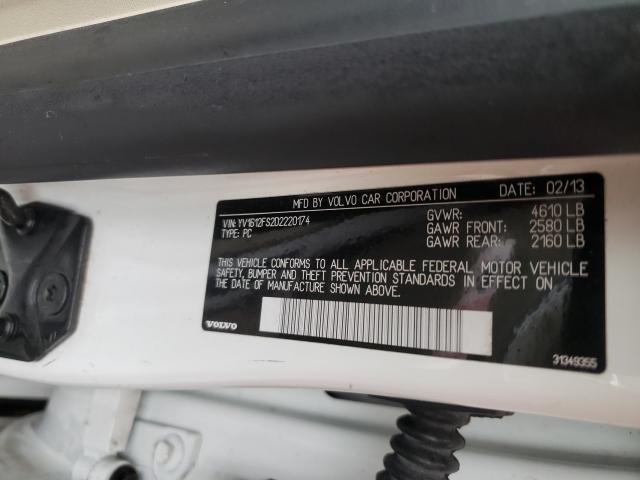 MFD BY VOLVO CAR CORPORATION DATE: 02/13
VIN: YV1612FS2D2220174 GVWR: 4610 LB
TYPE: PC GAWR FRONT: 2580 LB
GAWR REAR: 2160 LB
THIS VEHICLE CONFORMS TO ALL APPLICABLE FEDERAL MOTOR VEHICLE
SAFETY, BUMPER AND THEFT PREVENTION STANDARDS IN EFFECT ON
THE DATE OF MANUFACTURE SHOWN ABOVE.
VOLVO 31349355